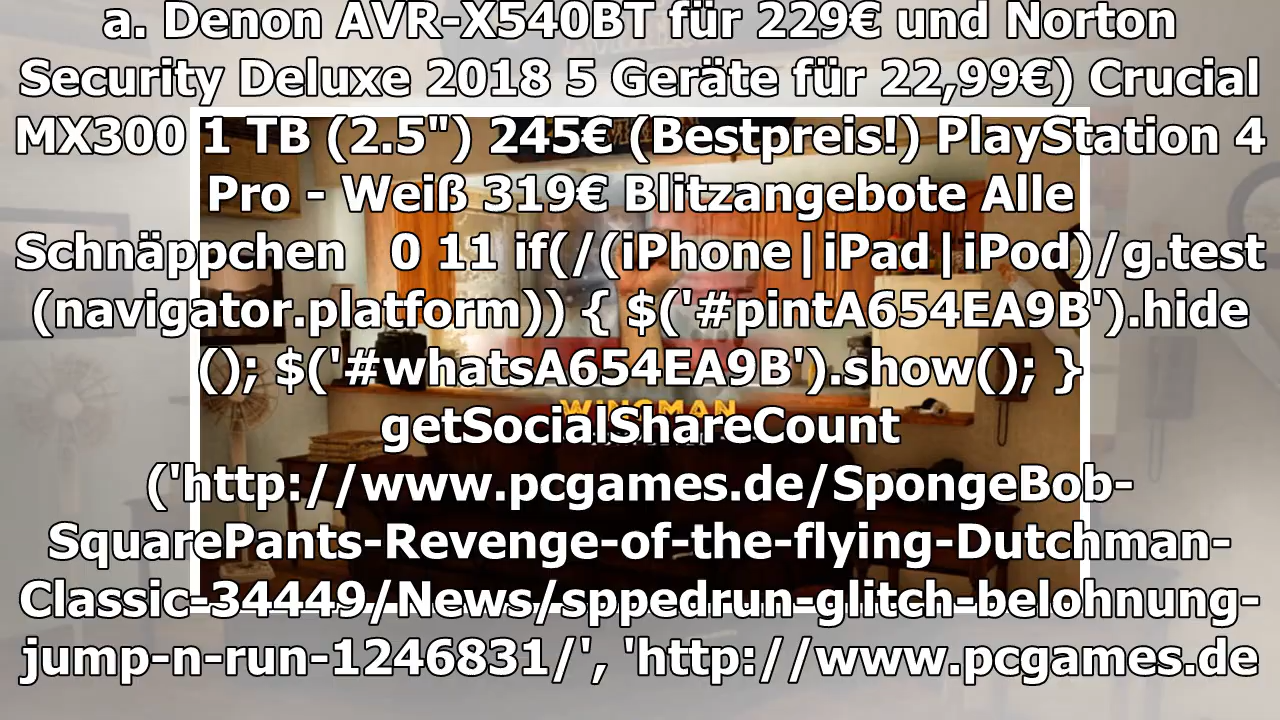 a. Denon AVR-X540BT für 229€ und Norton
Security Deluxe 2018 5 Geräte für 22,99€) Crucial
MX300 1 TB (2.5") 245€ (Bestpreis!) PlayStation 4
Pro - Weiß 319€ Blitzangebote Alle
Schnäppchen   0 11 if(/(iPhone|iPad|iPod)/g.test
(navigator.platform)) { $('#pintA654EA9B').hide
(); $('#whatsA654EA9B').show(); }
WINGMAN
getSocialShareCount
('http://www.pcgames.de/SpongeBob-
SquarePants-Revenge-of-the-flying-Dutchman-
Classic-34449/News/sppedrun-glitch-belohnung-
jump-n-run-1246831/', 'http://www.pcgames.de